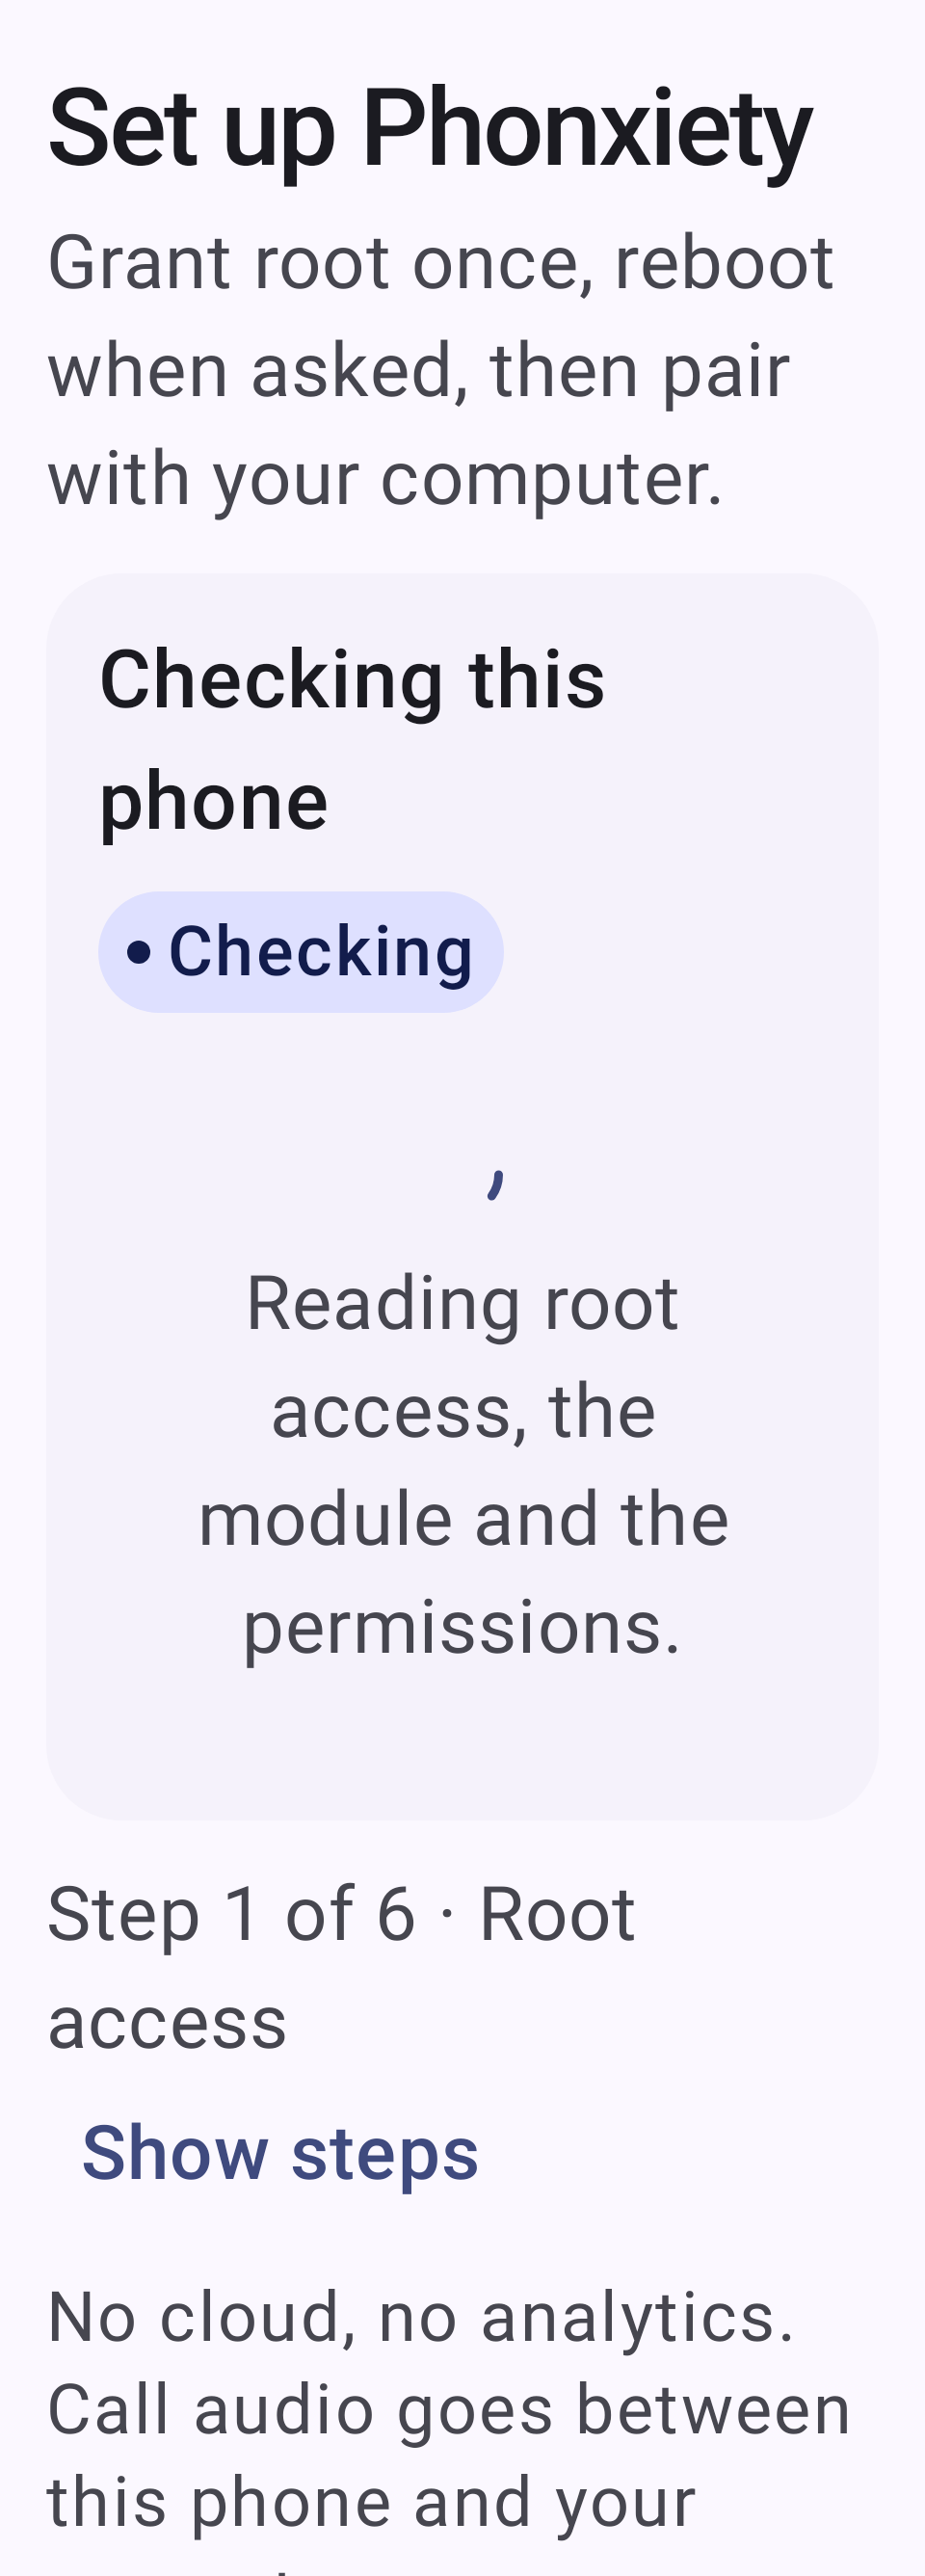 Set up Phonxiety
Grant root once, reboot
when asked, then pair
with your computer.
Checking this
phone
• Checking
Reading root
access, the
module and the
permissions.
Step 1 of 6 · Root
access
Show steps
No cloud, no analytics.
Call audio goes between
this phone and your